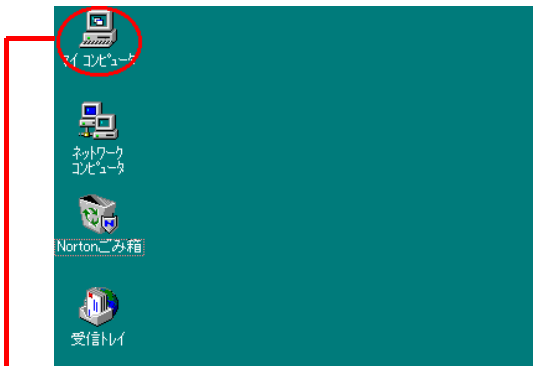 マイ コンピュータ
ネットワーク
コンピュータ
Nortonごみ箱
受信トレイ